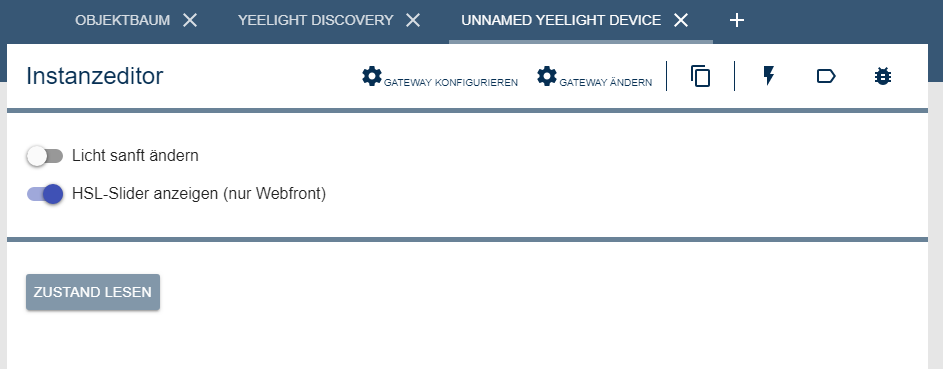 OBJEKTBAUM YEELIGHT DISCOVERY UNNAMED YEELIGHT DEVICE
Instanzeditor GATEWAY KONFIGURIEREN GATEWAY ÄNDERN
Licht sanft ändern
HSL-Slider anzeigen (nur Webfront)
ZUSTAND LESEN